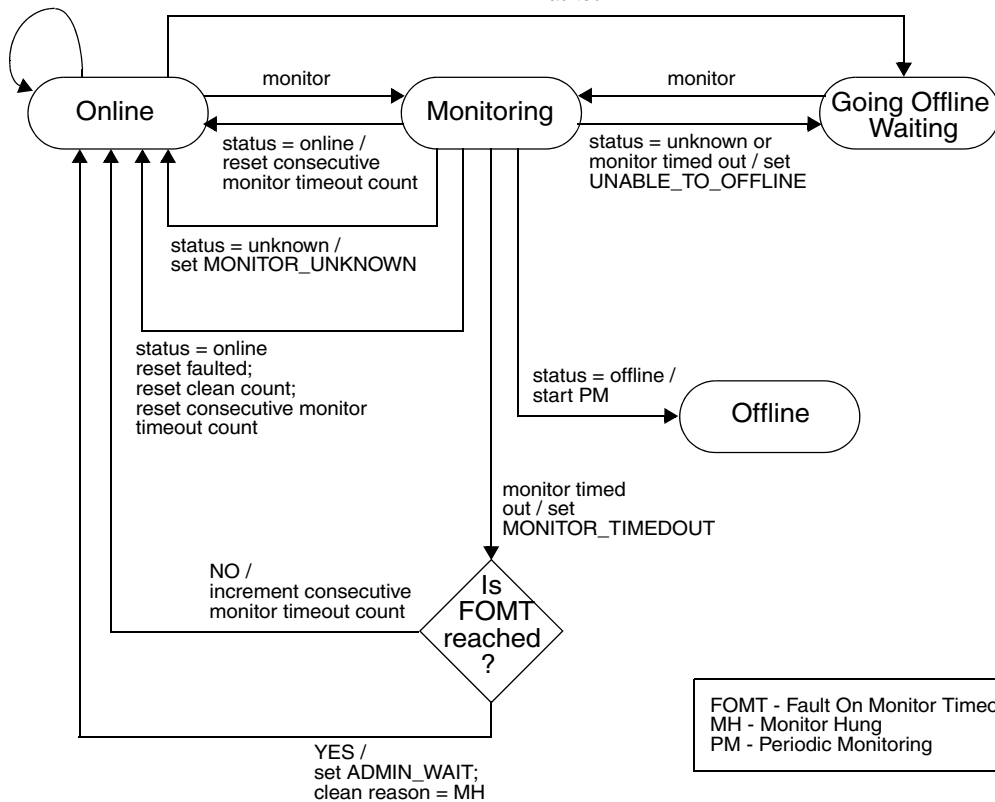 monitor
monitor
Online
Monitoring
Going Offline
Waiting
status = online /
reset consecutive
monitor timeout count
status = unknown or
monitor timed out / set
UNABLE_TO_OFFLINE
status = unknown /
set MONITOR_UNKNOWN
status = online
reset faulted;
reset clean count;
reset consecutive monitor
timeout count
status = offline /
start PM
Offline
monitor timed
out / set
MONITOR_TIMEDOUT
NO /
increment consecutive
monitor timeout count
Is
FOMT
reached
?
YES /
set ADMIN_WAIT;
clean reason = MH
FOMT - Fault On Monitor Timeo
MH - Monitor Hung
PM - Periodic Monitoring